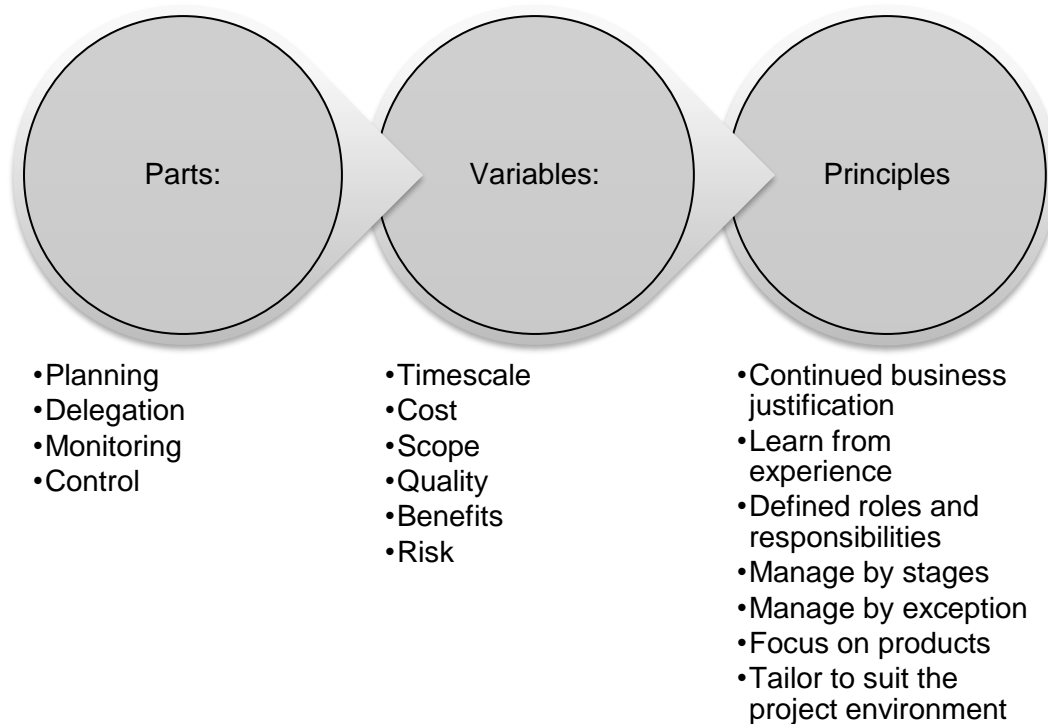 Parts:
•Planning
•Delegation
•Monitoring
•Control
Variables:
•Timescale
•Cost
•Scope
•Quality
•Benefits
•Risk
Principles
•Continued business
justification
•Learn from
experience
•Defined roles and
responsibilities
•Manage by stages
•Manage by exception
•Focus on products
•Tailor to suit the
project environment